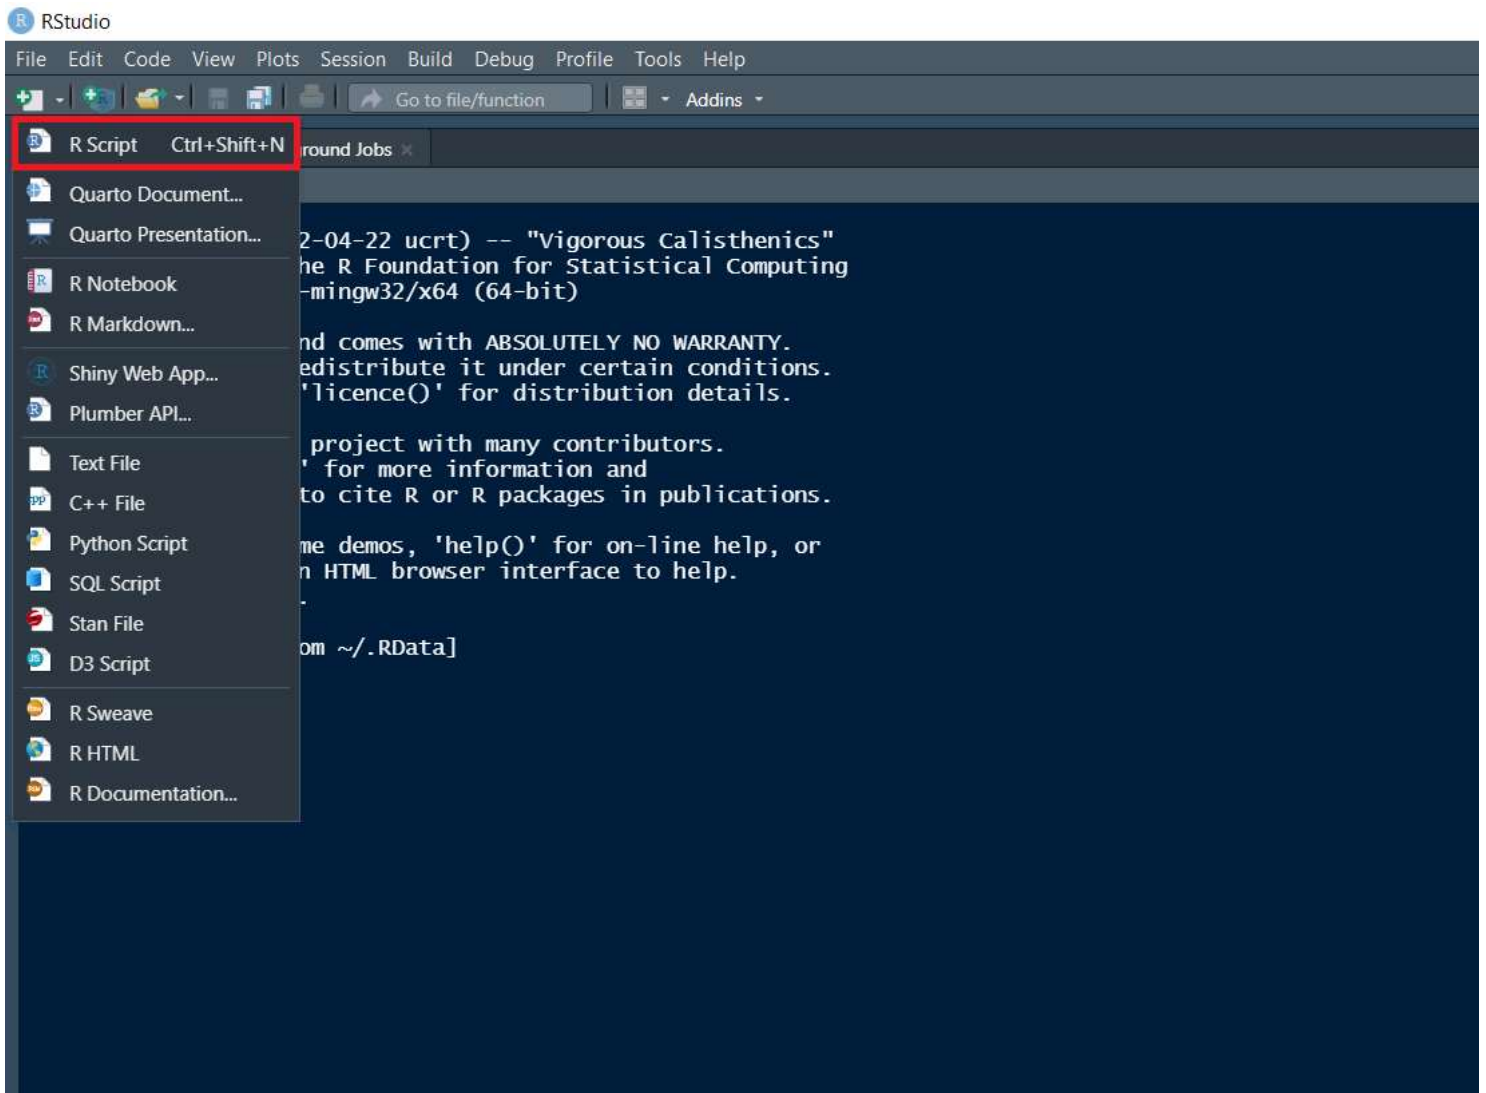 RStudio
File Edit Code View Plots Session Build Debug Profile Tools Help
Go to file/function Addins
R Script Ctrl+Shift+N
round Jobs
Quarto Document...
Quarto Presentation...
R Notebook
R Markdown...
Shiny Web App...
Plumber API...
Text File
C++ File
Python Script
SQL Script
Stan File
D3 Script
R Sweave
R HTML
R Documentation...
2-04-22 ucrt) -- "Vigorous Calisthenics"
he R Foundation for Statistical Computing
-mingw32/x64 (64-bit)
nd comes with ABSOLUTELY NO WARRANTY.
edistribute it under certain conditions.
'licence()' for distribution details.
project with many contributors.
' for more information and
to cite R or R packages in publications.
me demos, 'help()' for on-line help, or
n HTML browser interface to help.
.
om ~/.RData]